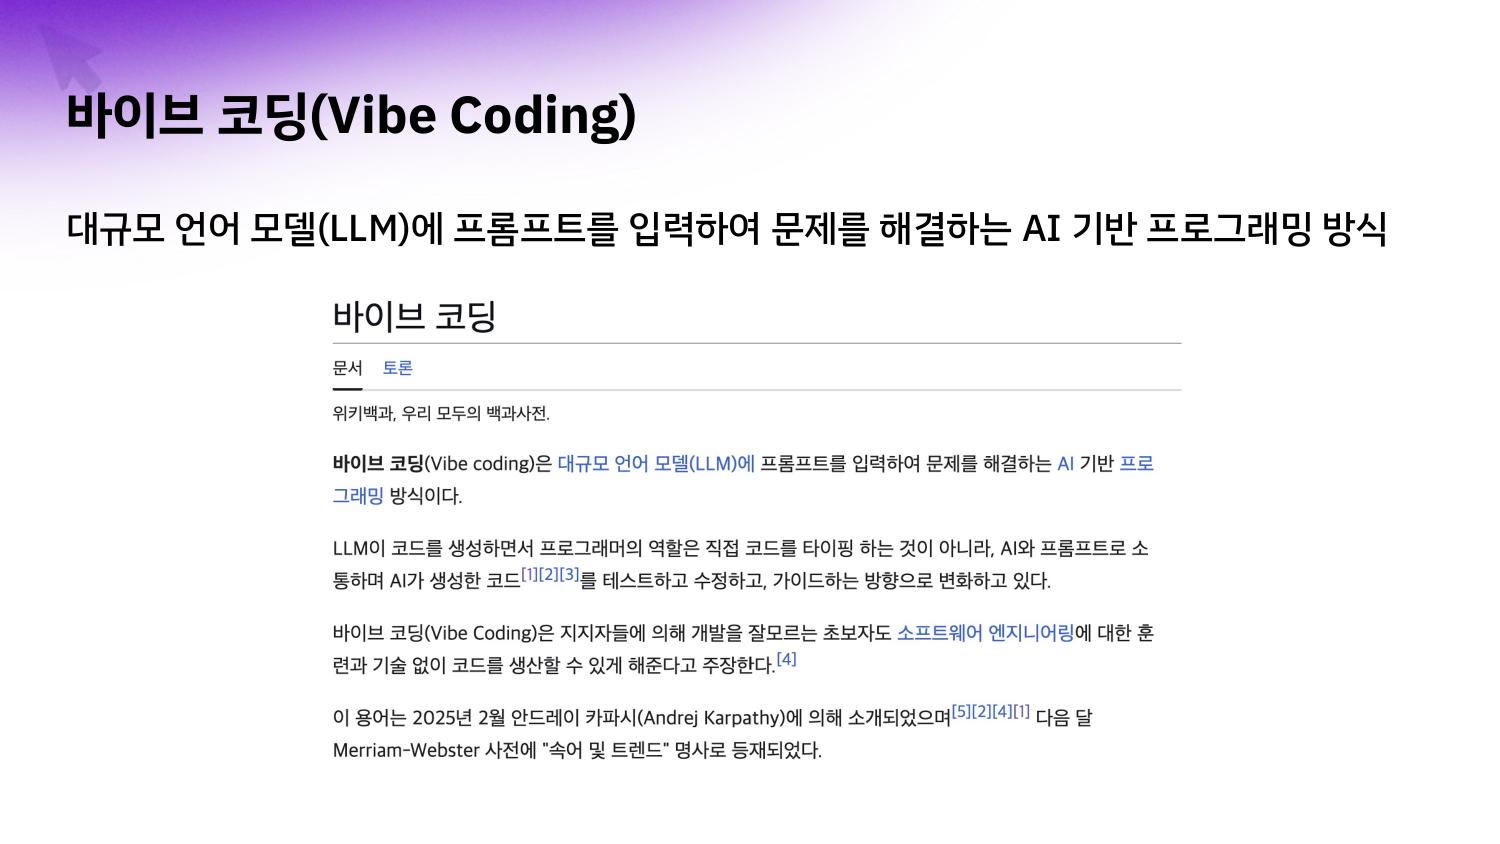 바이브 코딩(Vibe Coding)
대규모 언어 모델(LLM)에 프롬프트를 입력하여 문제를 해결하는 AI 기반 프로그래밍 방식
바이브 코딩
문서 토론
위키백과, 우리 모두의 백과사전.
바이브 코딩(Vibe coding)은 대규모 언어 모델(LLM)에 프롬프트를 입력하여 문제를 해결하는 AI 기반 프로
그래밍 방식이다.
LLM이 코드를 생성하면서 프로그래머의 역할은 직접 코드를 타이핑 하는 것이 아니라, AI와 프롬프트로 소
통하며 AI가 생성한 코드[1][2][3]를 테스트하고 수정하고, 가이드하는 방향으로 변화하고 있다.
바이브 코딩(Vibe Coding)은 지지자들에 의해 개발을 잘모르는 초보자도 소프트웨어 엔지니어링에 대한 훈
련과 기술 없이 코드를 생산할 수 있게 해준다고 주장한다.[4]
이 용어는 2025년 2월 안드레이 카파시(Andrej Karpathy)에 의해 소개되었으며[5][2][4][1] 다음 달
Merriam-Webster 사전에 "속어 및 트렌드" 명사로 등재되었다.